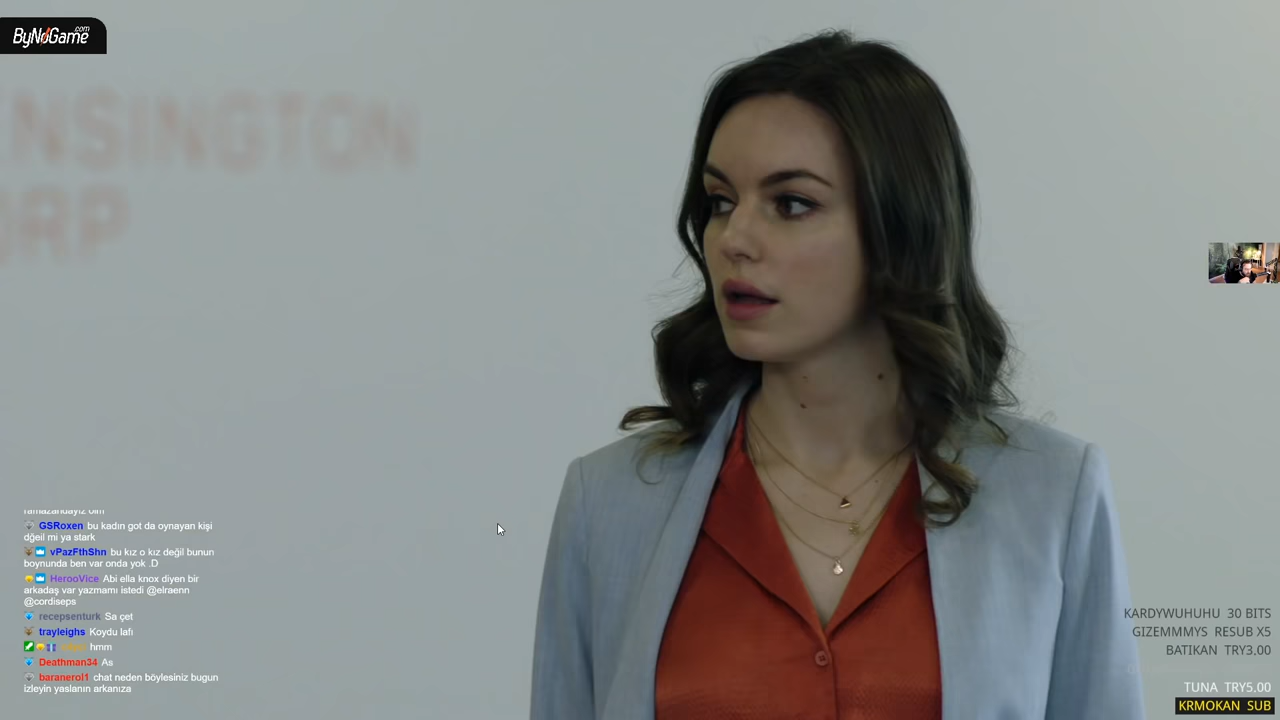 ByNoGame.com
ENSINGTON
ORP
ramazandayız olm
GSRoxen bu kadın got da oynayan kişi
dğeil mi ya stark
vPazFthShn bu kız o kız değil bunun
boynunda ben var onda yok .D
HerooVice Abi ella knox diyen bir
arkadaş var yazmamı istedi @elraenn
@cordiseps
recepsenturk Sa çet
trayleighs Koydu lafı
hmm
Deathman34 As
baranerol1 chat neden böylesiniz bugun
izleyin yaslanın arkanıza
KARDYWUHUHU 30 BITS
GIZEMMMYS RESUB X5
BATIKAN TRY3.00
TUNA TRY5.00
KRMOKAN SUB